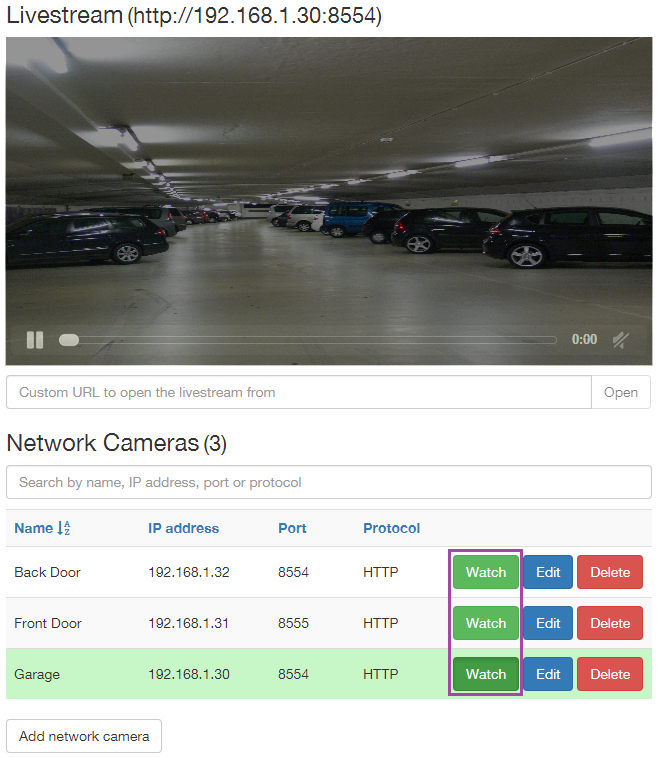 Livestream (http://192.168.1.30:8554)
0:00
Custom URL to open the livestream from Open
Network Cameras (3)
Search by name, IP address, port or protocol
Name IP address Port Protocol
Back Door 192.168.1.32 8554 HTTP Watch Edit Delete
Front Door 192.168.1.31 8555 HTTP Watch Edit Delete
Garage 192.168.1.30 8554 HTTP Watch Edit Delete
Add network camera